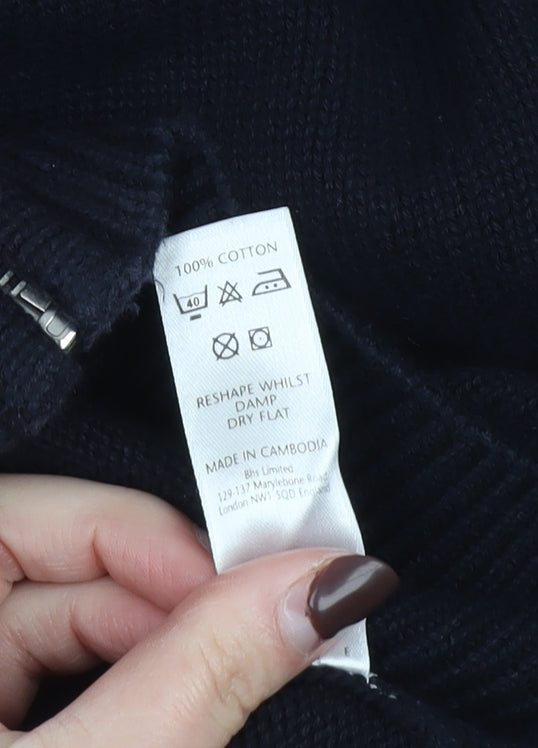 100% COTTON
40
RESHAPE WHILST
DAMP
DRY FLAT
MADE IN CAMBODIA
Bhs Limited
129-137 Marylebone Road
London NW1 5QD England
E